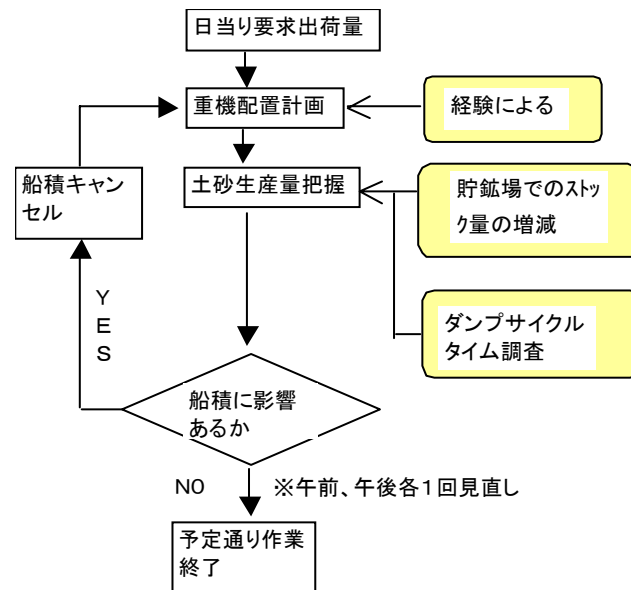 日当り要求出荷量
重機配置計画
経験による
船積キャン
セル
土砂生産量把握
貯鉱場でのｽﾄｯ
ｸ量の増減
Y
E
S
ダンプサイクル
タイム調査
船積に影響
あるか
NO
※午前、午後各１回見直し
予定通り作業
終了